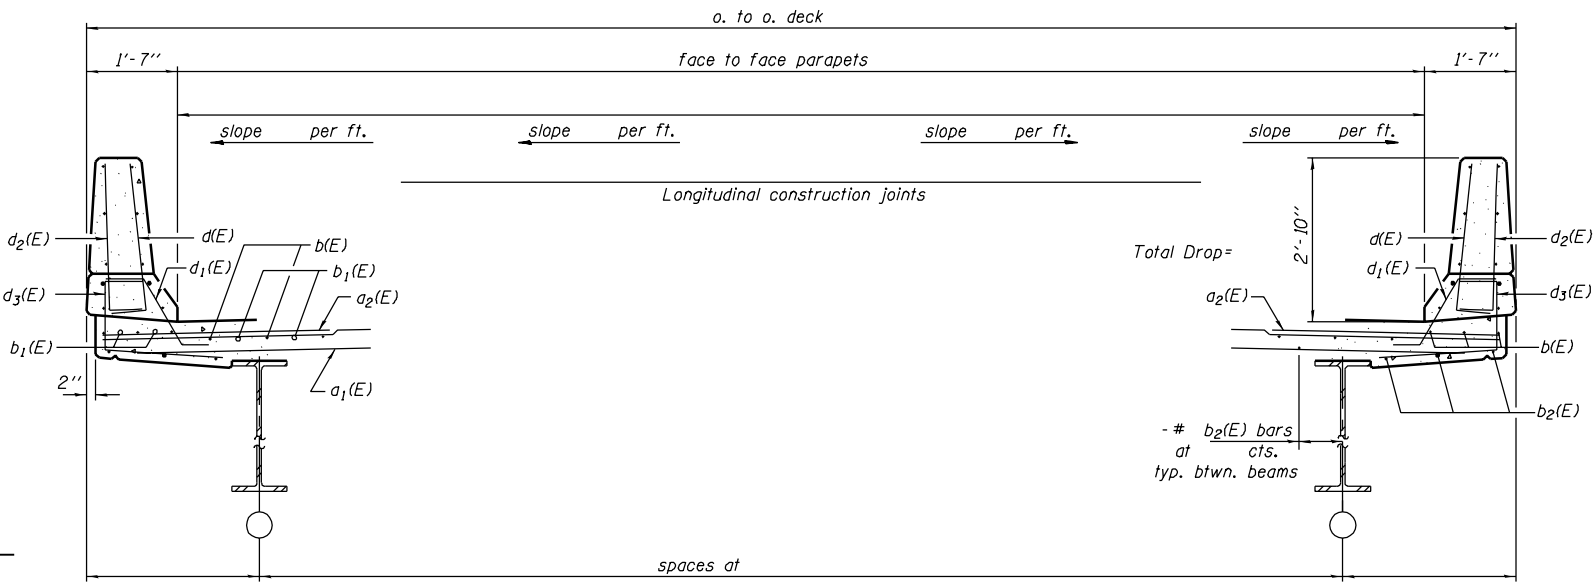 o. to o. deck
1'-7"
face to face parapets
1'-7"
slope per ft.
slope per ft.
slope per ft.
slope per ft.
Longitudinal construction joints
2'-10"
Total Drop=
d2(E)
d(E)
b(E)
d1(E)
b1(E)
d3(E)
a2(E)
b1(E)
2"
a1(E)
d(E)
d2(E)
d1(E)
a2(E)
d3(E)
b(E)
b2(E)
- # b2(E) bars
at cts.
typ. btwn. beams
spaces at